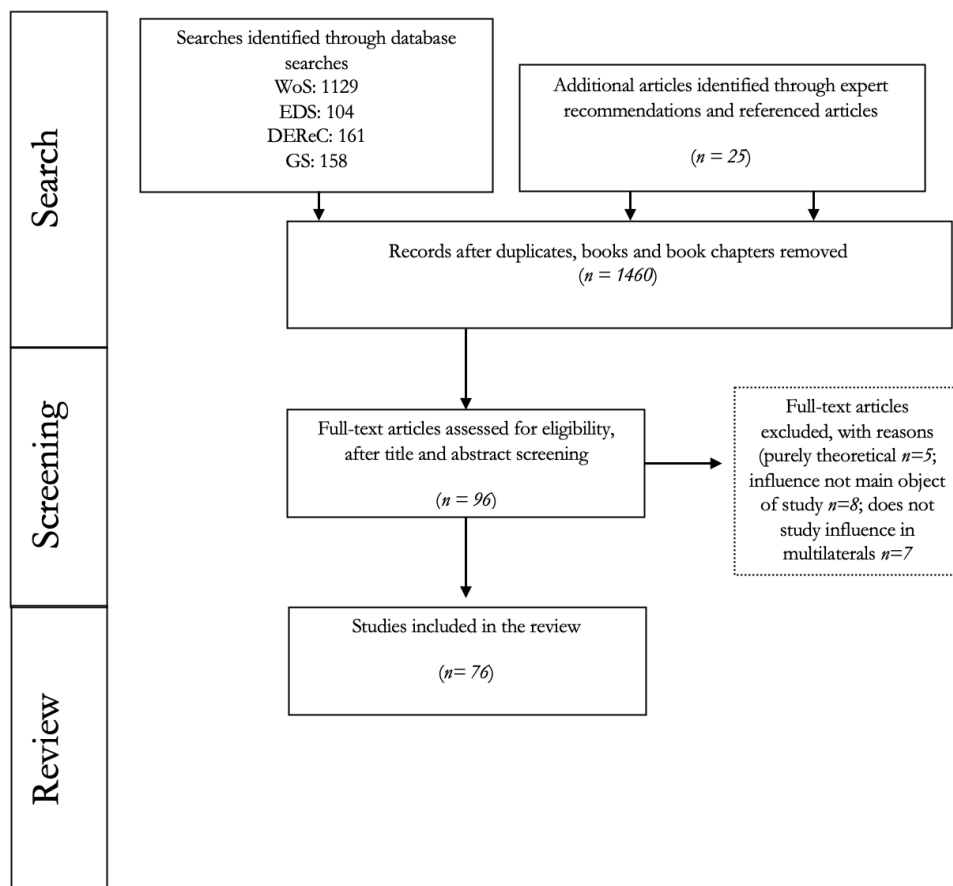 Search
Searches identified through database
searches
WoS: 1129
EDS: 104
DEReC: 161
GS: 158
Additional articles identified through expert
recommendations and referenced articles
(n = 25)
Records after duplicates, books and book chapters removed
(n = 1460)
Screening
Full-text articles assessed for eligibility,
after title and abstract screening
(n = 96)
Full-text articles
excluded, with reasons
(purely theoretical n=5;
influence not main object
of study n=8; does not
study influence in
multilaterals n=7
Review
Studies included in the review
(n= 76)